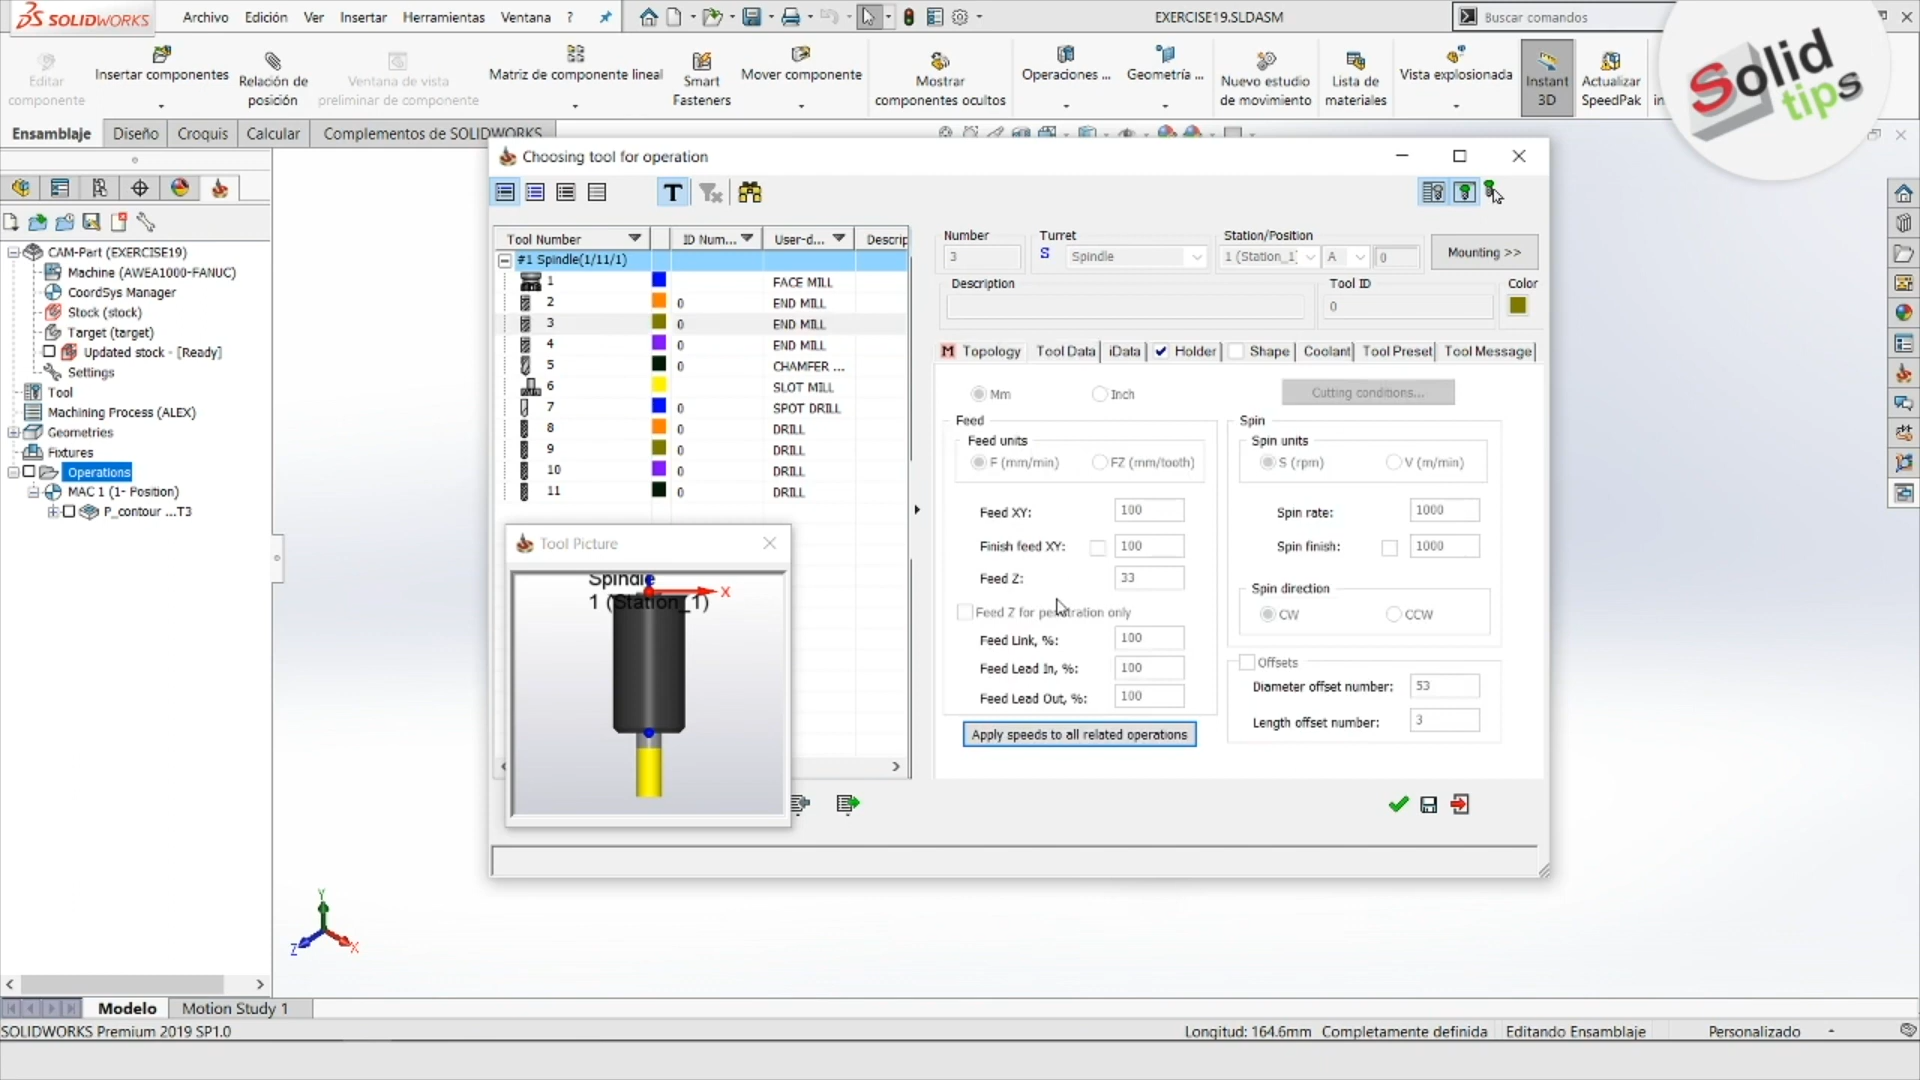 SOLIDWORKS
Archivo Edición Ver Insertar Herramientas Ventana ?
EXERCISE19.SLDASM
Buscar comandos
Solid
tips
Editar
componente
Insertar componentes
Relación de
posición
Ventana de vista
preliminar de componente
Matriz de componente lineal
Smart
Fasteners
Mover componente
Mostrar
componentes ocultos
Operaciones ...
Geometría ...
Nuevo estudio
de movimiento
Lista de
materiales
Vista explosionada
Instant
3D
Actualizar
SpeedPak
Ensamblaje Diseño Croquis Calcular Complementos de SOLIDWORKS
CAM-Part (EXERCISE19)
Machine (AWEA1000-FANUC)
CoordSys Manager
Stock (stock)
Target (target)
Updated stock - [Ready]
Settings
Tool
Machining Process (ALEX)
Geometries
Fixtures
Operations
MAC 1 (1- Position)
P_contour ...T3
Choosing tool for operation
T
Tool Number ID Num... User-d... Descrip
#1 Spindle(1/11/1)
1 FACE MILL
2 0 END MILL
3 0 END MILL
4 0 END MILL
5 0 CHAMFER ...
6 SLOT MILL
7 0 SPOT DRILL
8 0 DRILL
9 0 DRILL
10 0 DRILL
11 0 DRILL
Tool Picture
Spindle
1 (Station_1)
X
Number Turret Station/Position
3 S Spindle 1 (Station_1) A 0 Mounting >>
Description Tool ID Color
0
M Topology Tool Data iData Holder Shape Coolant Tool Preset Tool Message
Mm Inch Cutting conditions...
Feed Spin
Feed units Spin units
F (mm/min) FZ (mm/tooth) S (rpm) V (m/min)
Feed XY: 100 Spin rate: 1000
Finish feed XY: 100 Spin finish: 1000
Feed Z: 33 Spin direction
Feed Z for penetration only CW CCW
Feed Link, %: 100
Feed Lead In, %: 100 Offsets
Feed Lead Out, %: 100 Diameter offset number: 53
Length offset number: 3
Apply speeds to all related operations
Y
Z
X
Modelo Motion Study 1
SOLIDWORKS Premium 2019 SP1.0
Longitud: 164.6mm Completamente definida Editando Ensamblaje Personalizado